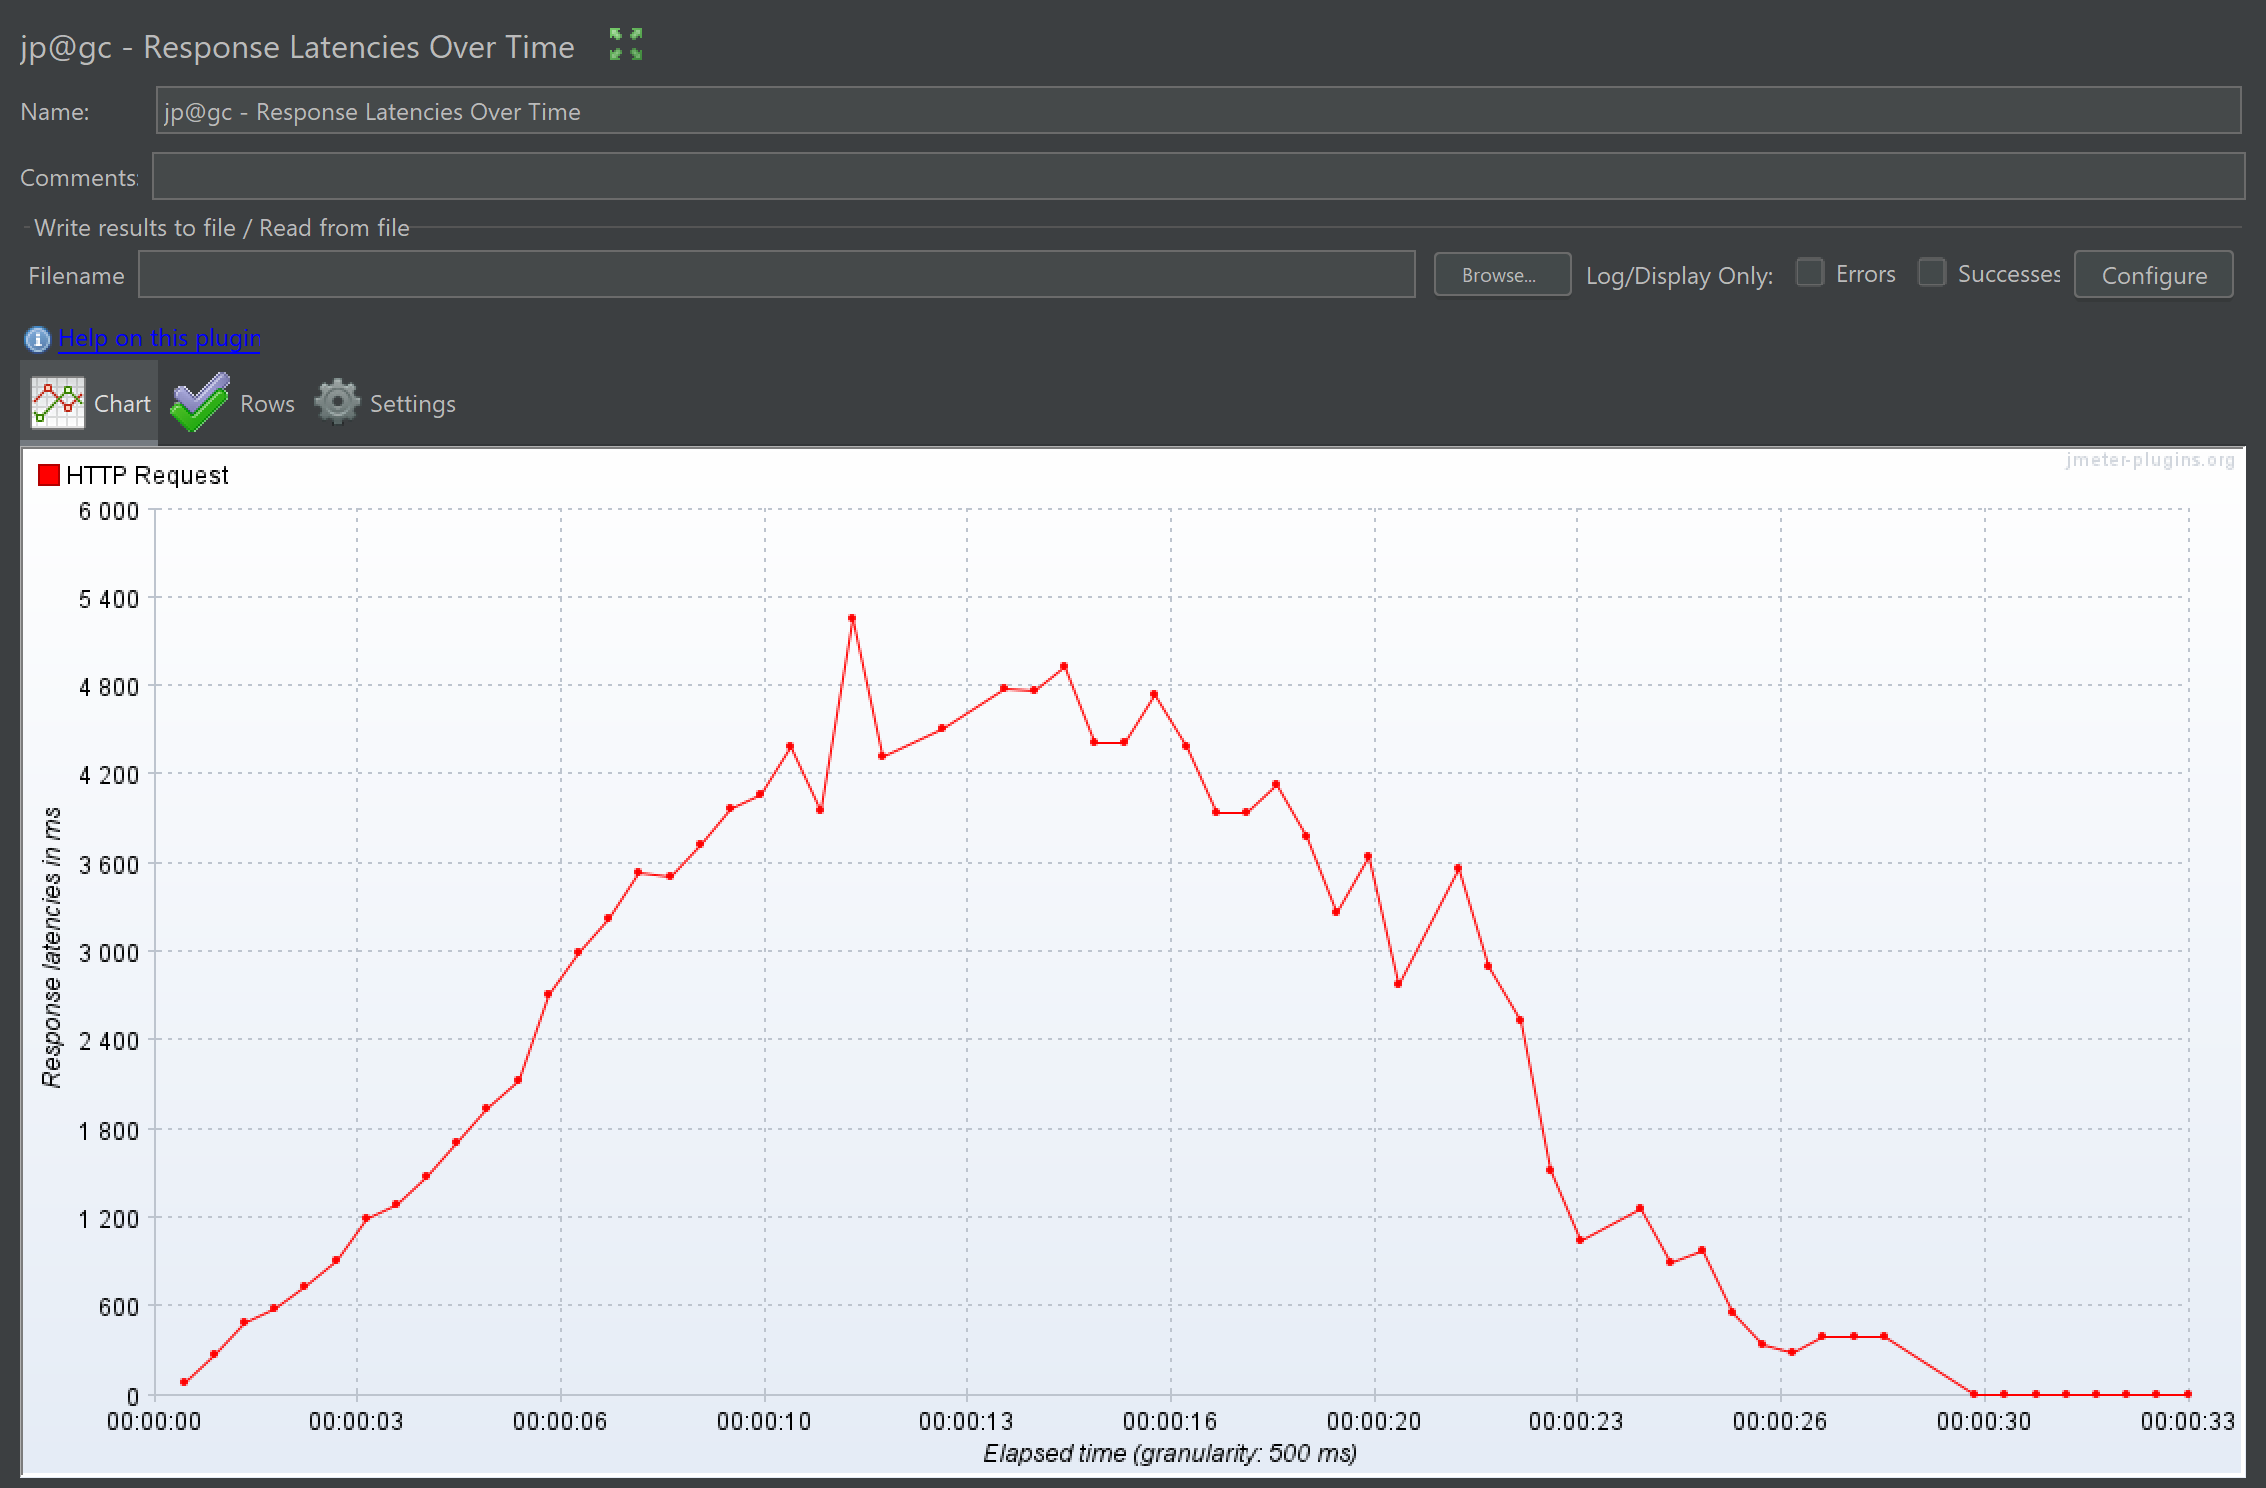 jp@gc - Response Latencies Over Time
Name: jp@gc - Response Latencies Over Time
Comments:
Write results to file / Read from file
Filename Browse... Log/Display Only: Errors Successes Configure
Help on this plugin
Chart Rows Settings
HTTP Request
jmeter-plugins.org
6 000
5 400
4 800
4 200
3 600
3 000
2 400
1 800
1 200
600
0
Response latencies in ms
00:00:00 00:00:03 00:00:06 00:00:10 00:00:13 00:00:16 00:00:20 00:00:23 00:00:26 00:00:30 00:00:33
Elapsed time (granularity: 500 ms)